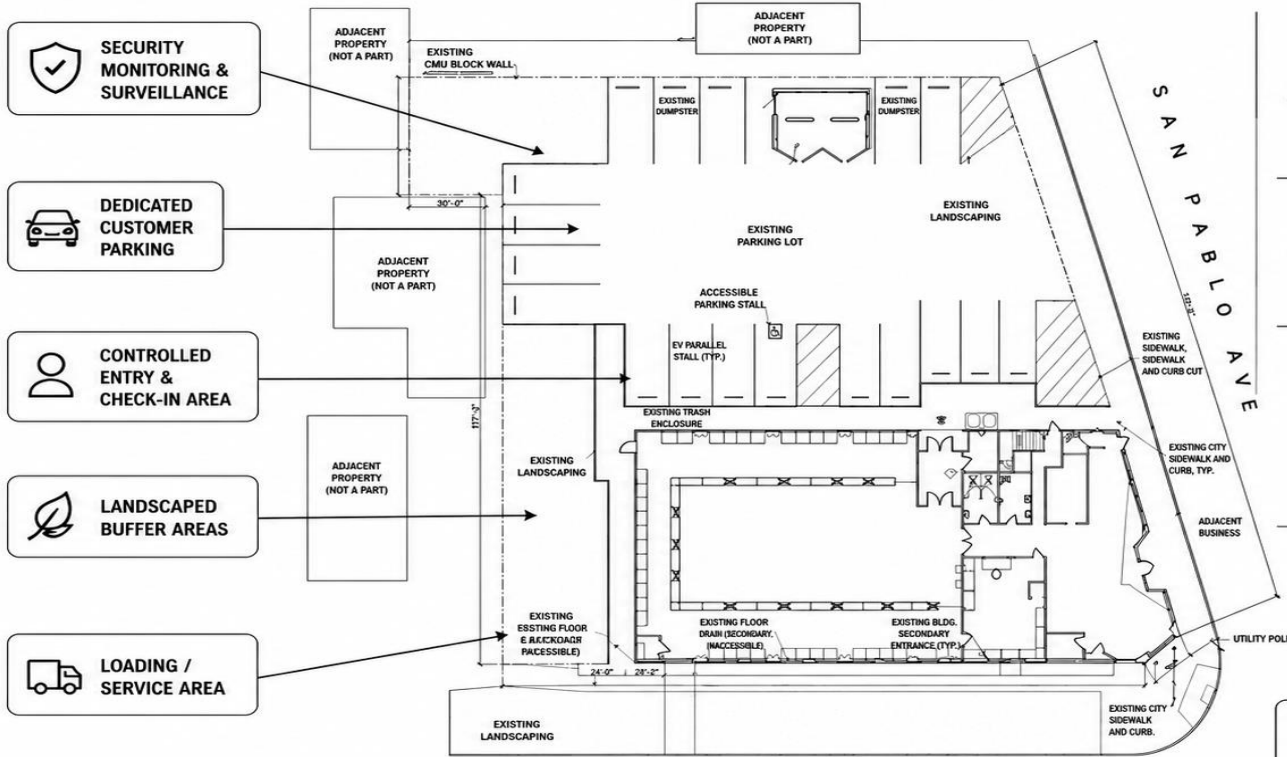 SECURITY
MONITORING &
SURVEILLANCE
DEDICATED
CUSTOMER
PARKING
CONTROLLED
ENTRY &
CHECK-IN AREA
LANDSCAPED
BUFFER AREAS
LOADING /
SERVICE AREA
ADJACENT
PROPERTY
(NOT A PART)
EXISTING
CMU BLOCK WALL
ADJACENT
PROPERTY
(NOT A PART)
EXISTING
DUMPSTER
EXISTING
DUMPSTER
SAN PABLO AVE
30'-0"
ADJACENT
PROPERTY
(NOT A PART)
EXISTING
PARKING LOT
EXISTING
LANDSCAPING
ACCESSIBLE
PARKING STALL
EV PARALLEL
STALL (TYP.)
EXISTING
SIDEWALK,
SIDEWALK
AND CURB CUT
EXISTING TRASH
ENCLOSURE
ADJACENT
PROPERTY
(NOT A PART)
EXISTING
LANDSCAPING
EXISTING CITY
SIDEWALK AND
CURB, TYP.
ADJACENT
BUSINESS
EXISTING
FLOOR
EXISTING FLOOR
DRAIN (SECONDARY,
EXISTING BLDG.
SECONDARY
ENTRANCE (TYP.)
UTILITY POL
24'-0"
28'-2"
EXISTING
LANDSCAPING
EXISTING CITY
SIDEWALK
AND CURB.